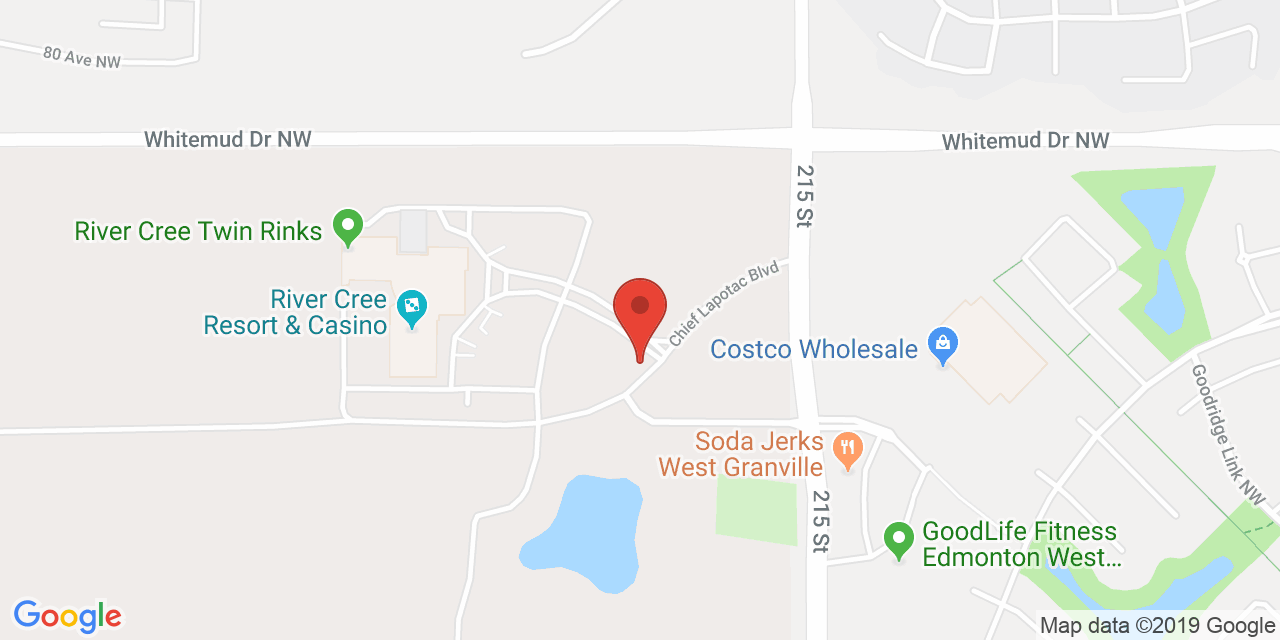 80 Ave NW
Whitemud Dr NW
Whitemud Dr NW
215 St
River Cree Twin Rinks
Chief Lapotac Blvd
River Cree
Resort & Casino
Costco Wholesale
Goodridge Link NW
Soda Jerks
West Granville
215 St
GoodLife Fitness
Edmonton West...
Google
Map data ©2019 Google